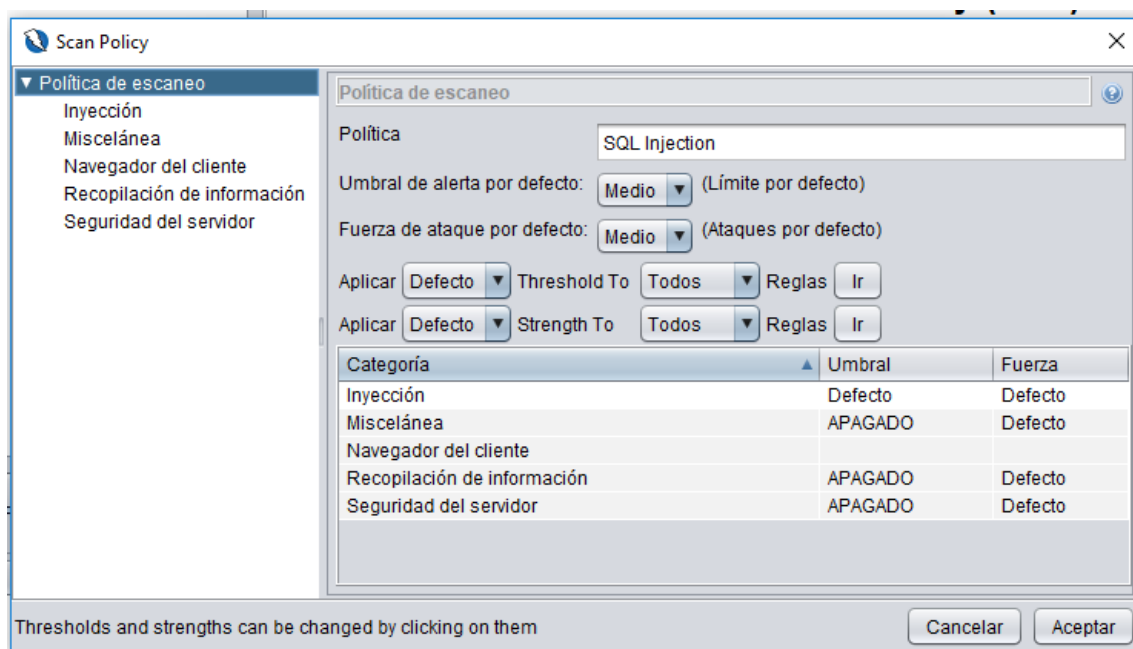 Scan Policy
Política de escaneo
Inyección
Miscelánea
Navegador del cliente
Recopilación de información
Seguridad del servidor
Política de escaneo
Política SQL Injection
Umbral de alerta por defecto: Medio (Límite por defecto)
Fuerza de ataque por defecto: Medio (Ataques por defecto)
Aplicar Defecto Threshold To Todos Reglas Ir
Aplicar Defecto Strength To Todos Reglas Ir
Categoría Umbral Fuerza
Inyección Defecto Defecto
Miscelánea APAGADO Defecto
Navegador del cliente
Recopilación de información APAGADO Defecto
Seguridad del servidor APAGADO Defecto
Thresholds and strengths can be changed by clicking on them
Cancelar Aceptar